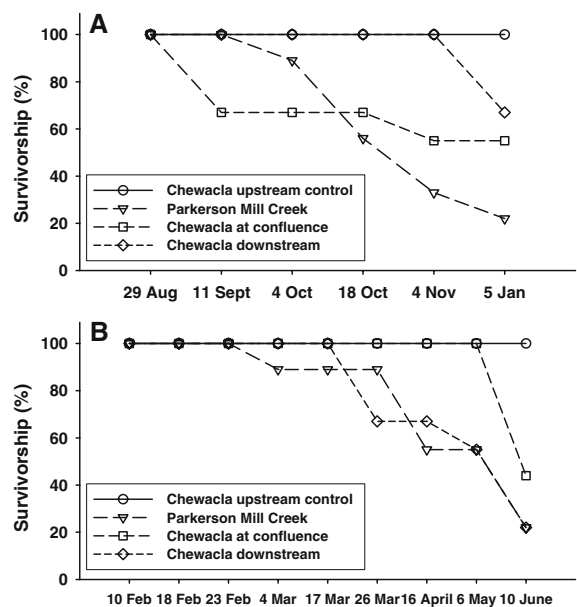 A
Survivorship (%)
100
80
60
40
20
0
Chewacla upstream control
Parkerson Mill Creek
Chewacla at confluence
Chewacla downstream
29 Aug 11 Sept 4 Oct 18 Oct 4 Nov 5 Jan
B
Survivorship (%)
100
80
60
40
20
0
Chewacla upstream control
Parkerson Mill Creek
Chewacla at confluence
Chewacla downstream
10 Feb 18 Feb 23 Feb 4 Mar 17 Mar 26 Mar 16 April 6 May 10 June